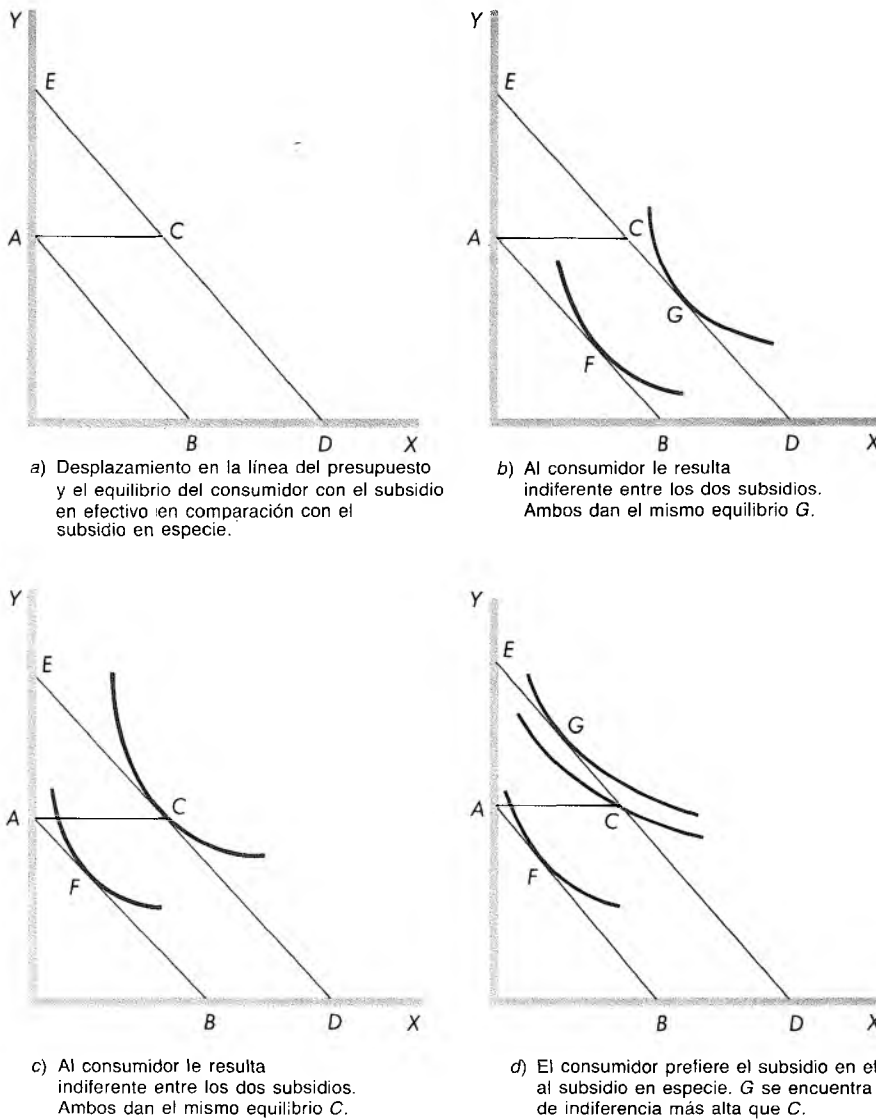 Y
E
A
C
B
D
X
a) Desplazamiento en la línea del presupuesto
y el equilibrio del consumidor con el subsidio
en efectivo en comparación con el
subsidio en especie.
Y
E
A
C
G
F
B
D
X
b) Al consumidor le resulta
indiferente entre los dos subsidios.
Ambos dan el mismo equilibrio G.
Y
E
A
C
F
B
D
X
c) Al consumidor le resulta
indiferente entre los dos subsidios.
Ambos dan el mismo equilibrio C.
Y
E
G
A
C
F
B
D
X
d) El consumidor prefiere el subsidio en
al subsidio en especie. G se encuentra
de indiferencia más alta que C.